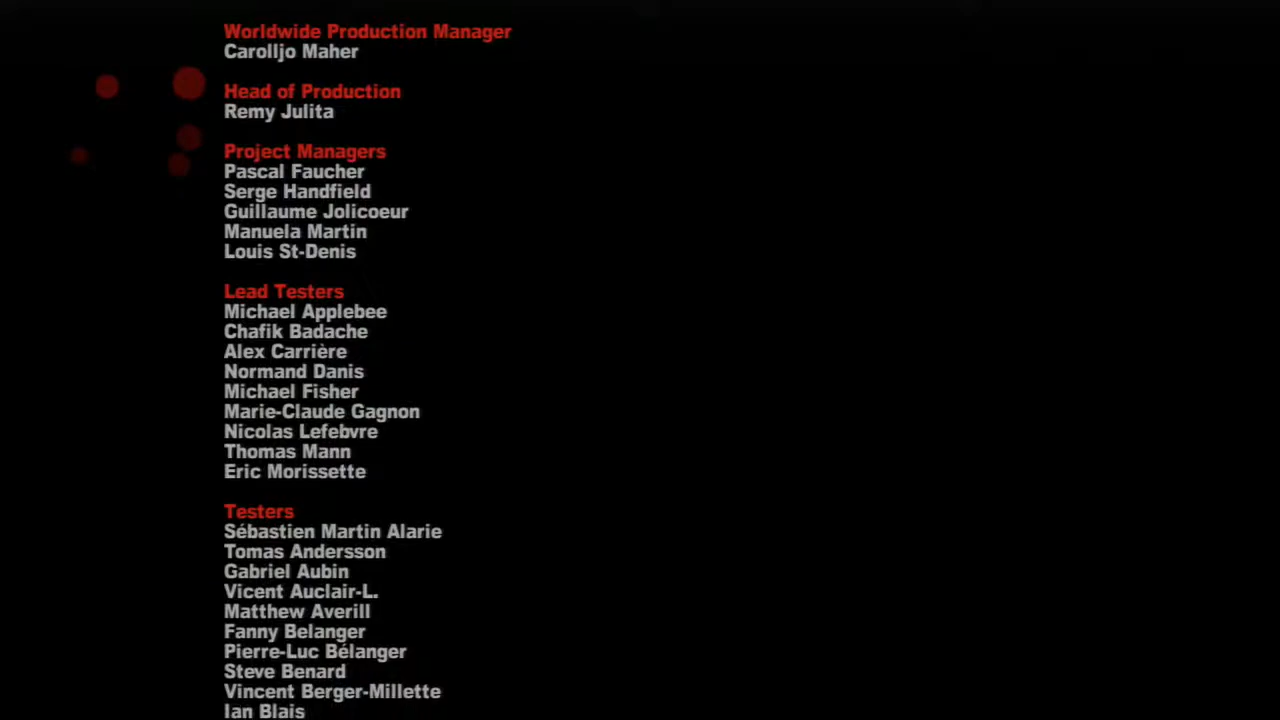 Worldwide Production Manager
Carolljo Maher
Head of Production
Remy Julita
Project Managers
Pascal Faucher
Serge Handfield
Guillaume Jolicoeur
Manuela Martin
Louis St-Denis
Lead Testers
Michael Applebee
Chafik Badache
Alex Carrière
Normand Danis
Michael Fisher
Marie-Claude Gagnon
Nicolas Lefebvre
Thomas Mann
Eric Morissette
Testers
Sébastien Martin Alarie
Tomas Andersson
Gabriel Aubin
Vicent Auclair-L.
Matthew Averill
Fanny Belanger
Pierre-Luc Bélanger
Steve Benard
Vincent Berger-Millette
Ian Blais